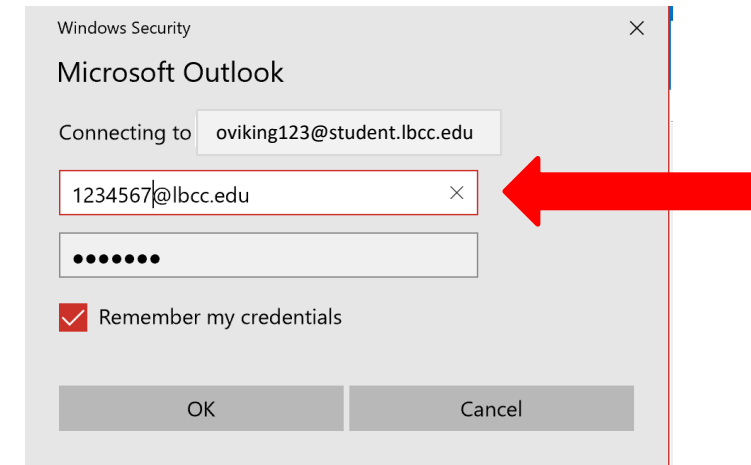 Windows Security
Microsoft Outlook
Connecting to oviking123@student.lbcc.edu
1234567@lbcc.edu
●●●●●●●
Remember my credentials
OK Cancel